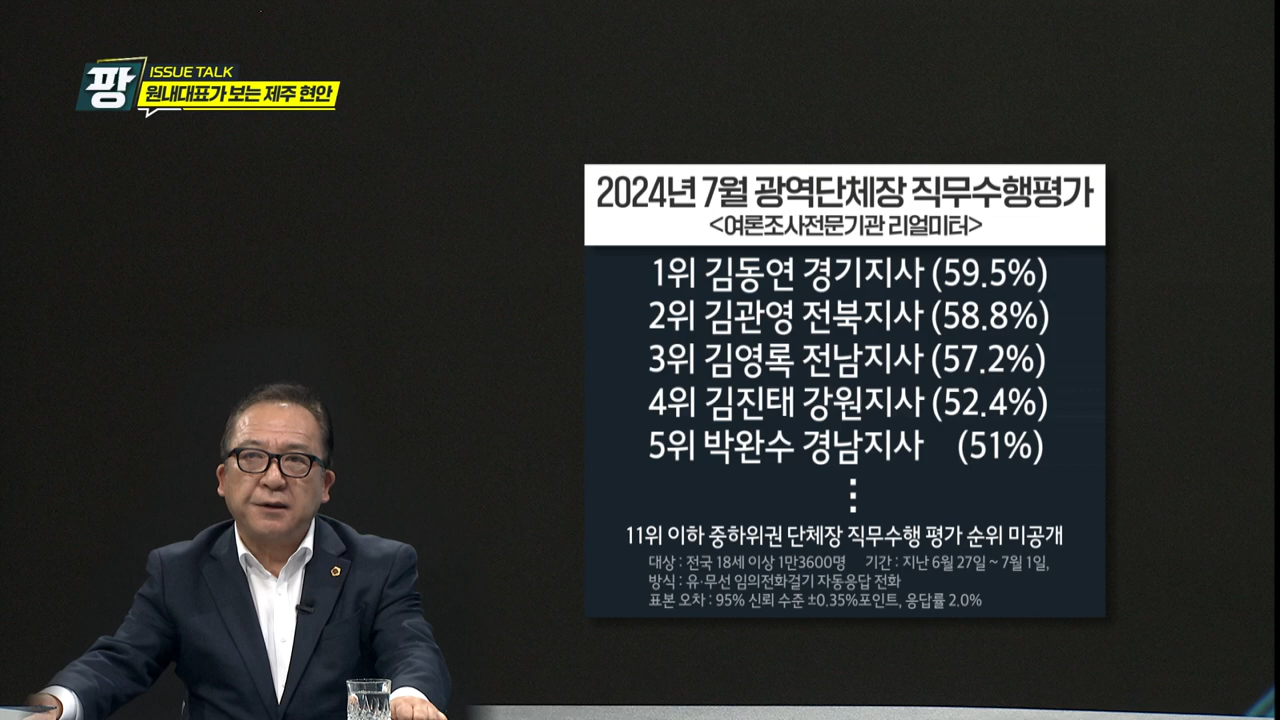 팡
ISSUE TALK
원내대표가 보는 제주 현안
2024년 7월 광역단체장 직무수행평가
<여론조사전문기관 리얼미터>
1위 김동연 경기지사 (59.5%)
2위 김관영 전북지사 (58.8%)
3위 김영록 전남지사 (57.2%)
4위 김진태 강원지사 (52.4%)
5위 박완수 경남지사 (51%)
⋮
11위 이하 중하위권 단체장 직무수행 평가 순위 미공개
대상 : 전국 18세 이상 1만3600명 기간 : 지난 6월 27일 ~ 7월 1일,
방식 : 유·무선 임의전화걸기 자동응답 전화
표본 오차 : 95% 신뢰 수준 ±0.35%포인트, 응답률 2.0%